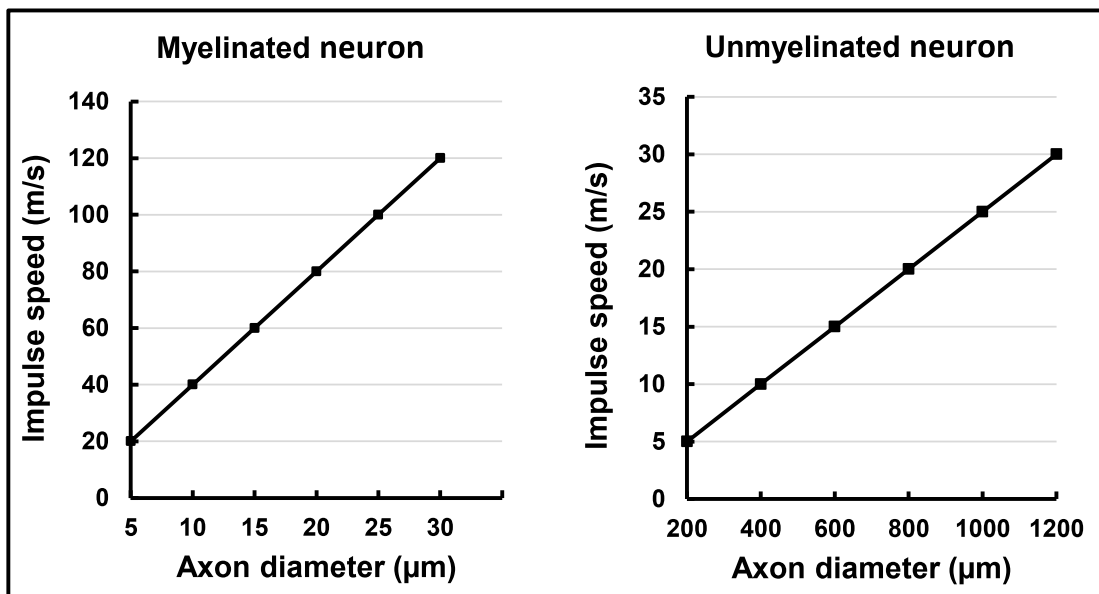 Myelinated neuron
Impulse speed (m/s)
140
120
100
80
60
40
20
0
5 10 15 20 25 30
Axon diameter (µm)
Unmyelinated neuron
Impulse speed (m/s)
35
30
25
20
15
10
5
0
200 400 600 800 1000 1200
Axon diameter (µm)